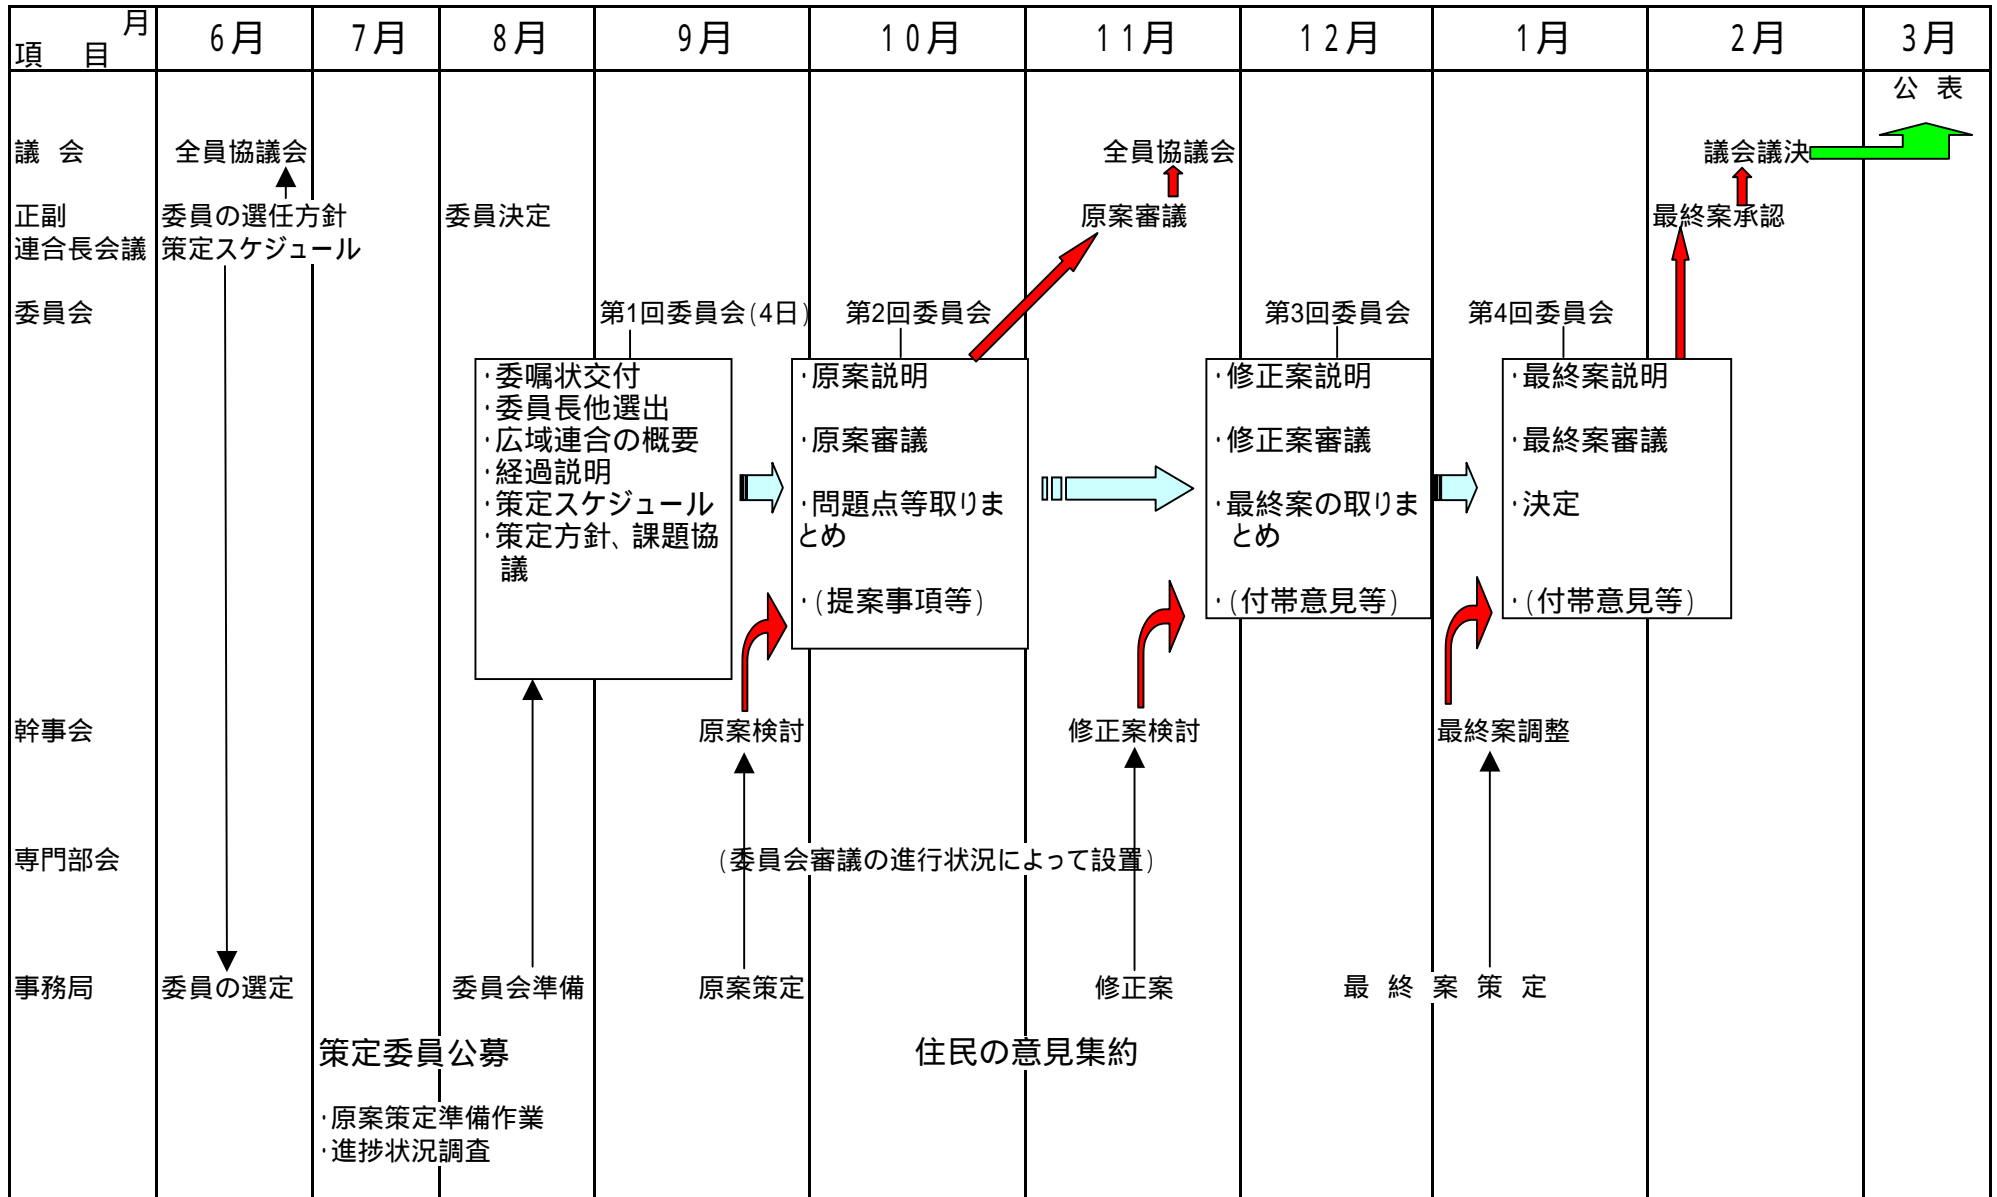 月
項　目
6月
7月
8月
9月
10月
11月
12月
1月
2月
3月
公 表
議 会
全員協議会
全員協議会
議会議決
正副
連合長会議
委員の選任方針
策定スケジュール
委員決定
原案審議
最終案承認
委員会
第1回委員会(4日)
第2回委員会
第3回委員会
第4回委員会
・委嘱状交付
・委員長他選出
・広域連合の概要
・経過説明
・策定スケジュール
・策定方針、課題協
議
・原案説明
・原案審議
・問題点等取りま
とめ
・(提案事項等)
・修正案説明
・修正案審議
・最終案の取りま
とめ
・(付帯意見等)
・最終案説明
・最終案審議
・決定
・(付帯意見等)
幹事会
原案検討
修正案検討
最終案調整
専門部会
(委員会審議の進行状況によって設置)
事務局
委員の選定
委員会準備
原案策定
修正案
最 終 案 策 定
策定委員公募
住民の意見集約
・原案策定準備作業
・進捗状況調査